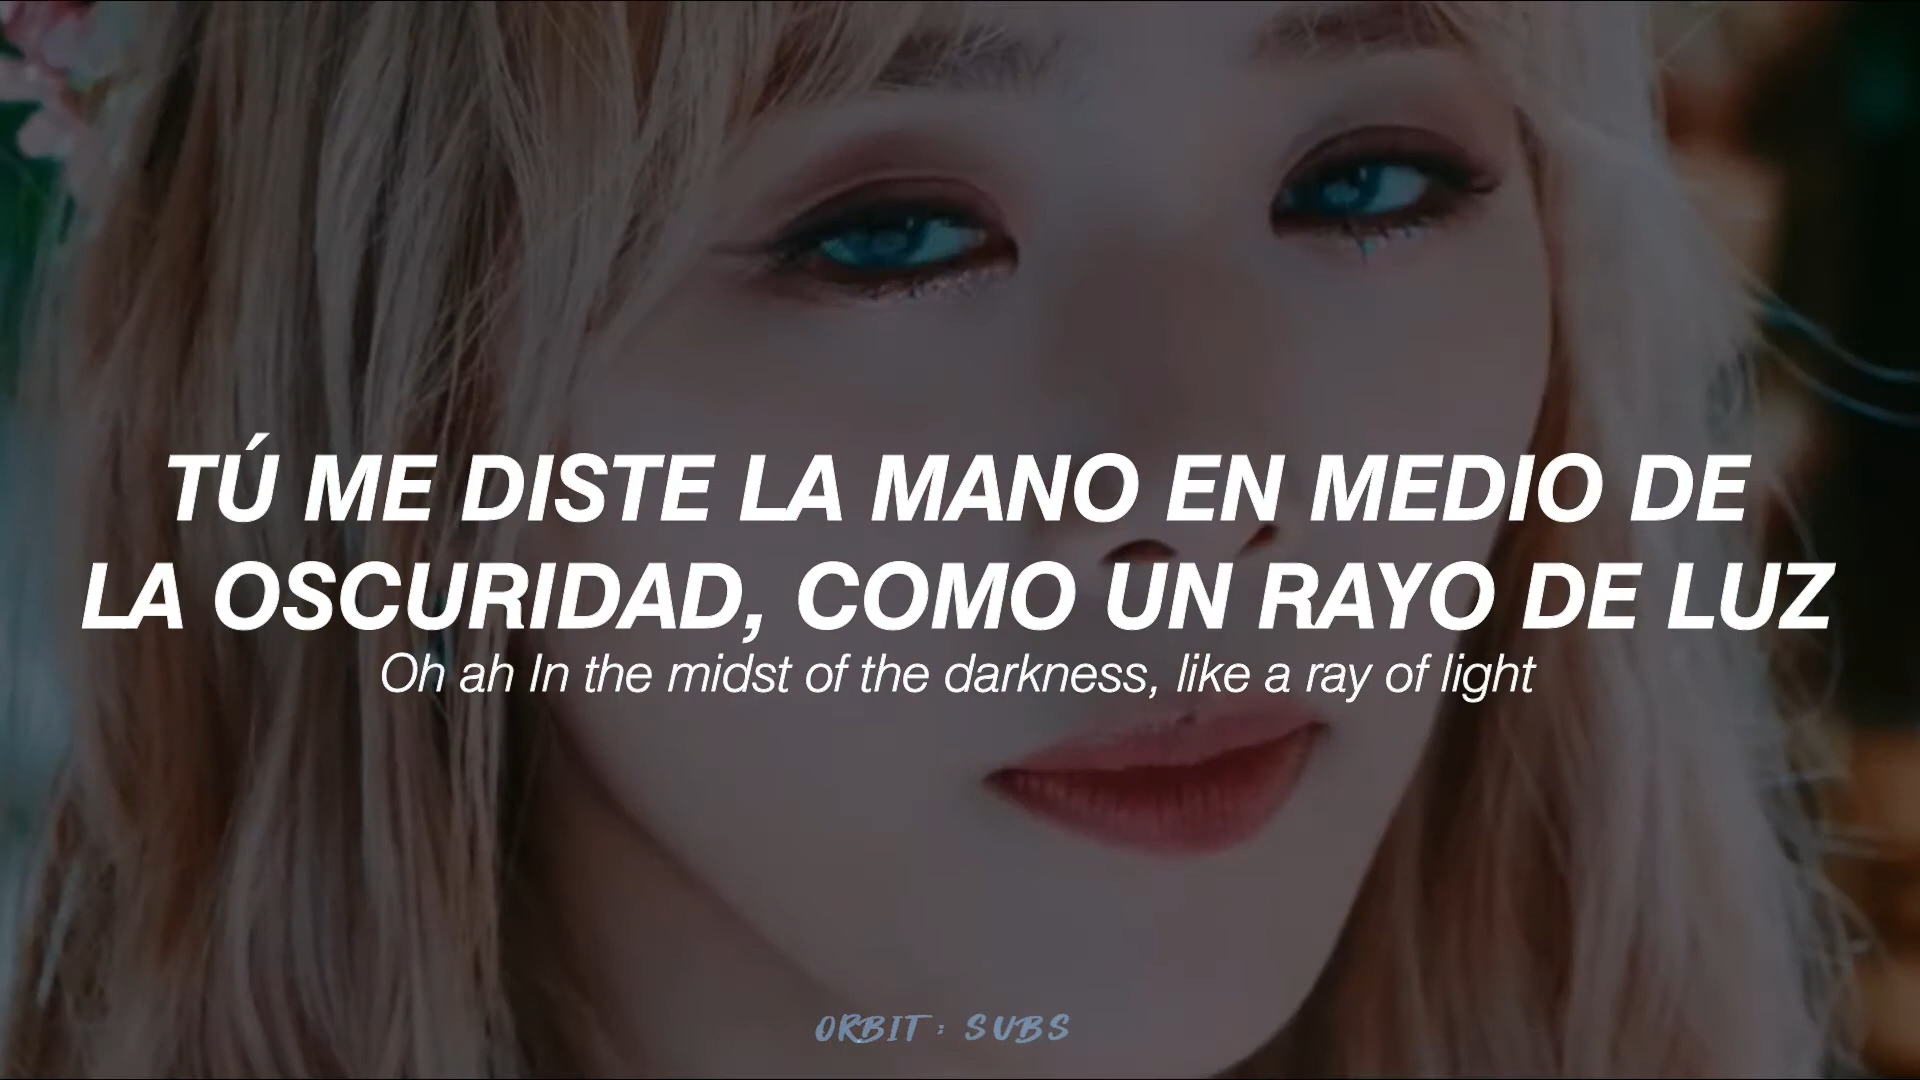 TÚ ME DISTE LA MANO EN MEDIO DE
LA OSCURIDAD, COMO UN RAYO DE LUZ
Oh ah In the midst of the darkness, like a ray of light
ORBIT : SUBS